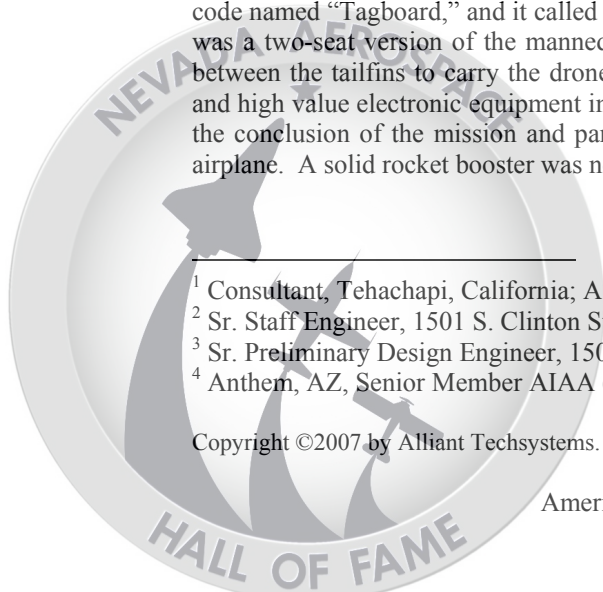 code named “Tagboard,” and it called
was a two-seat version of the manned
between the tailfins to carry the drone
and high value electronic equipment in
the conclusion of the mission and par
airplane. A solid rocket booster was n
1 Consultant, Tehachapi, California; A
2 Sr. Staff Engineer, 1501 S. Clinton S
3 Sr. Preliminary Design Engineer, 150
4 Anthem, AZ, Senior Member AIAA
Copyright ©2007 by Alliant Techsystems.
Ameri
NEVADA AEROSPACE
HALL OF FAME